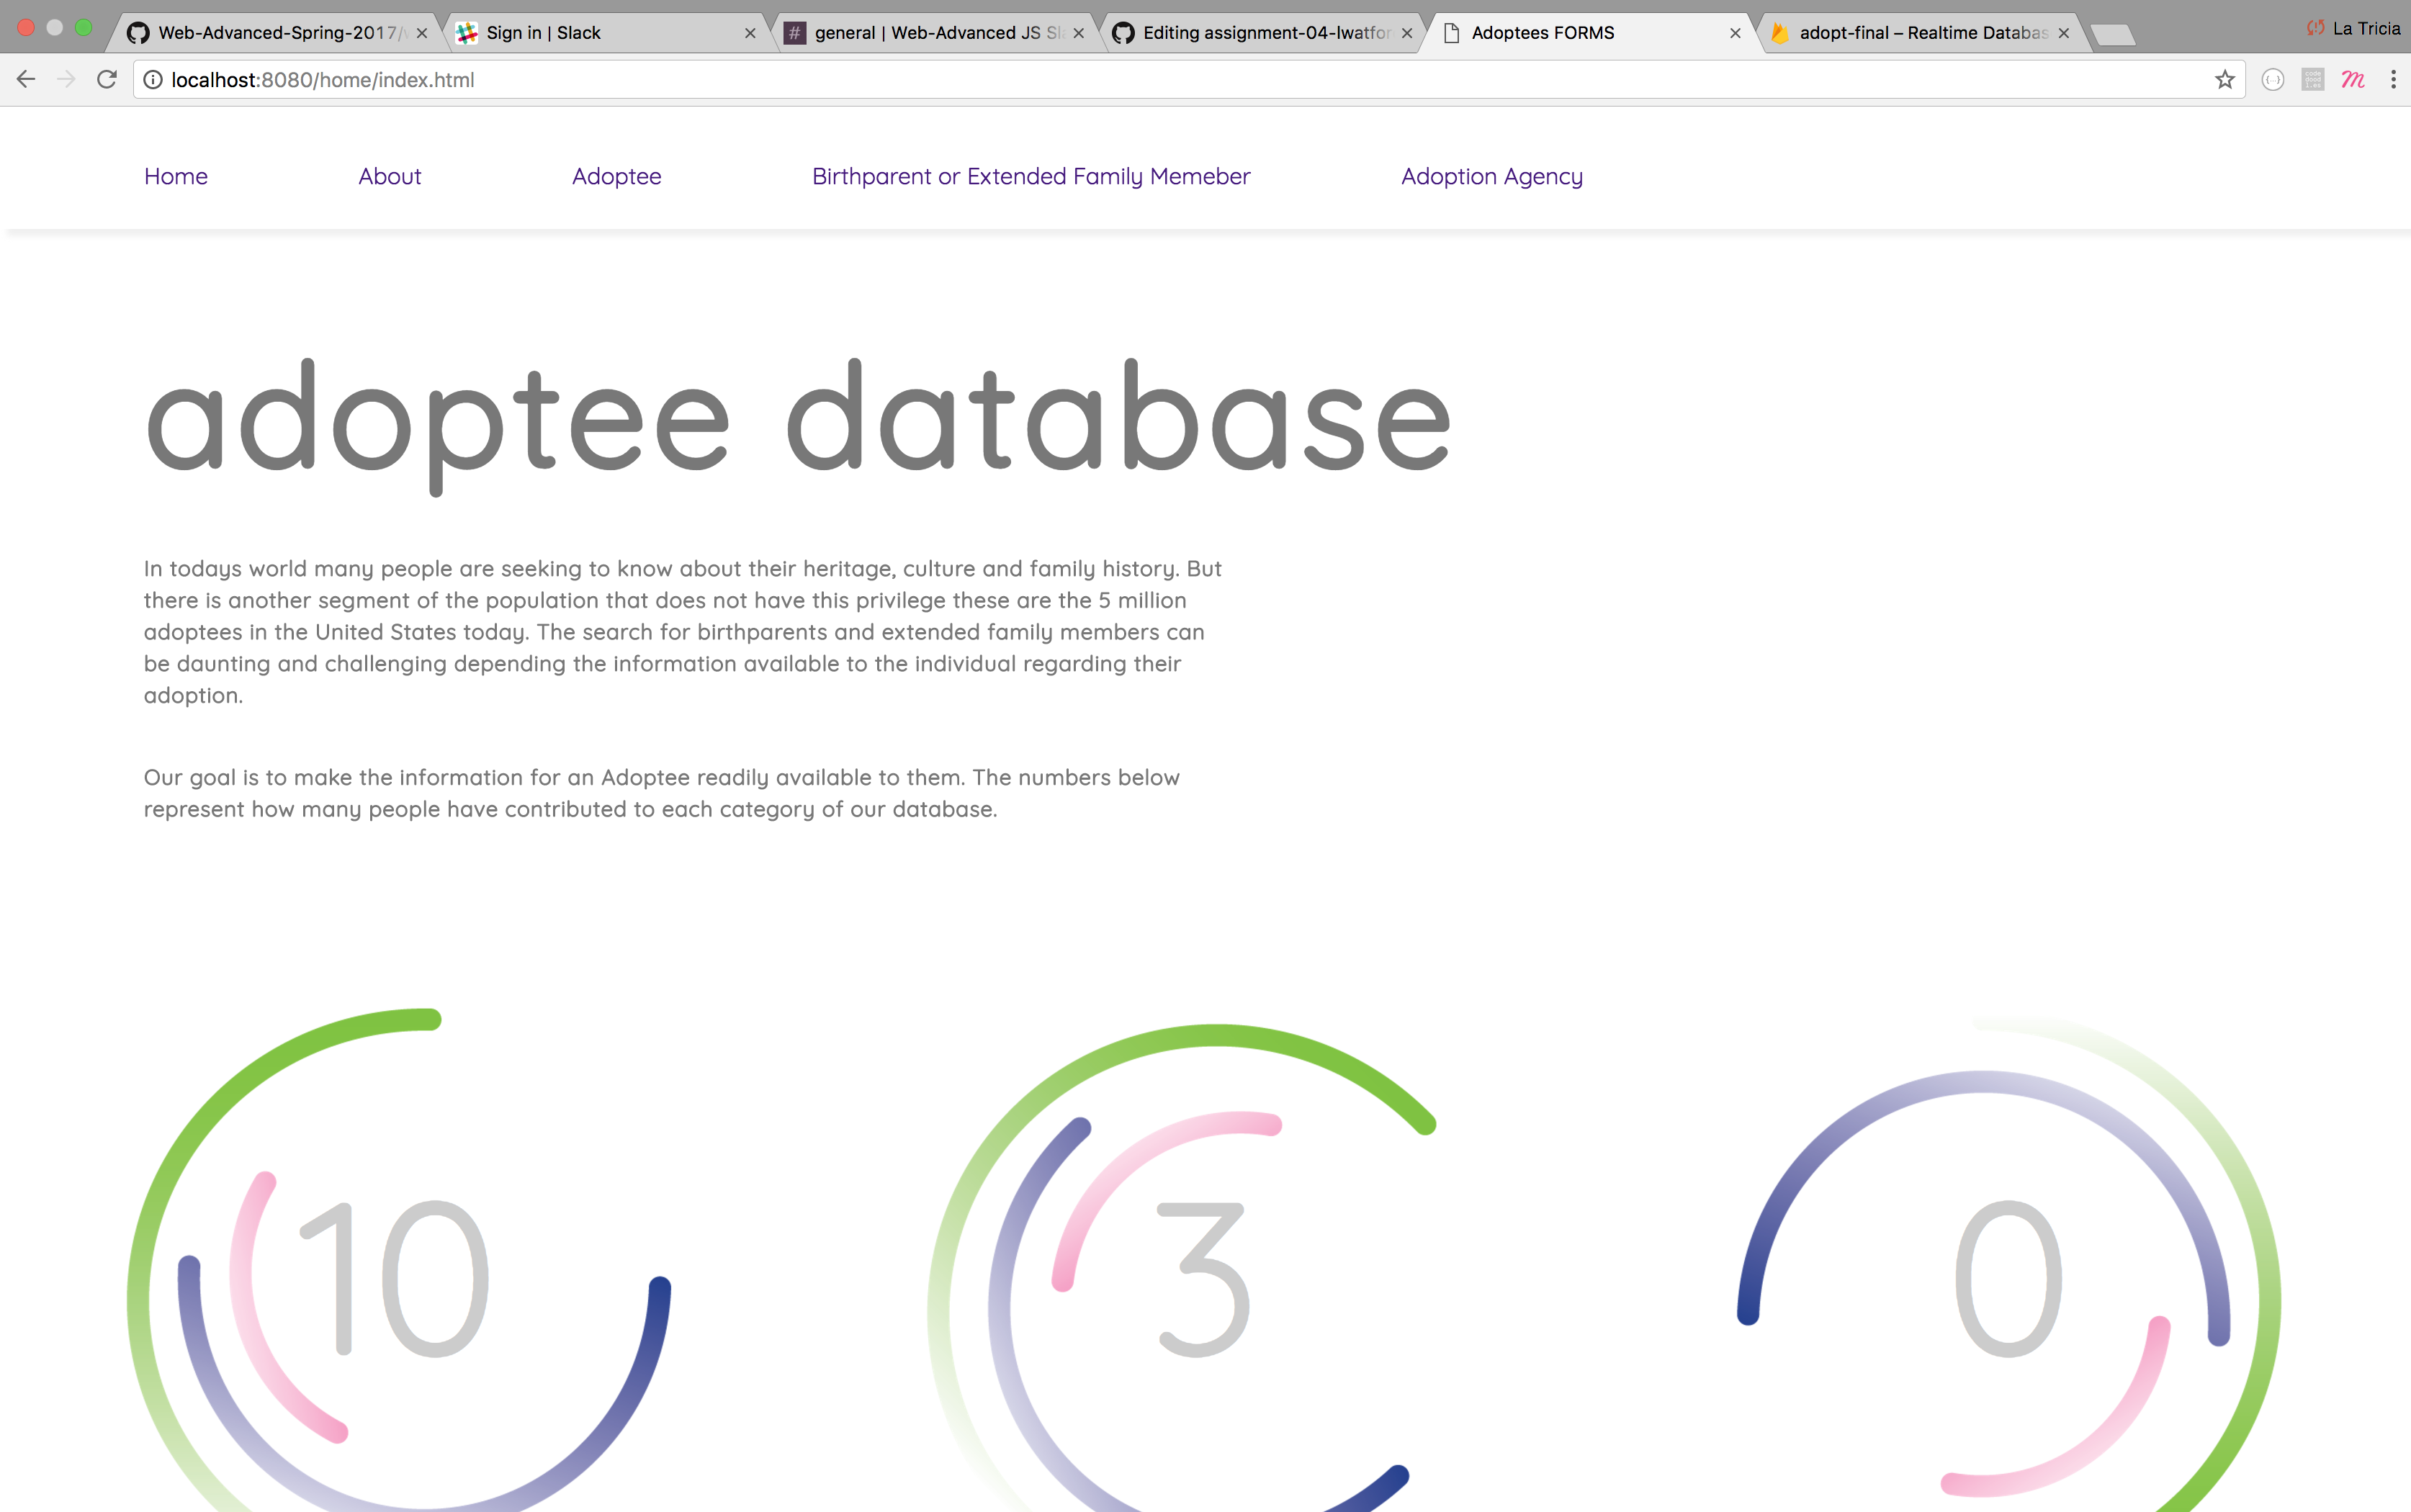 Web-Advanced-Spring-2017/
Sign in | Slack
general | Web-Advanced JS Sl
Editing assignment-04-lwatfor
Adoptees FORMS
adopt-final – Realtime Databas
La Tricia
localhost:8080/home/index.html
Home
About
Adoptee
Birthparent or Extended Family Memeber
Adoption Agency
adoptee database
In todays world many people are seeking to know about their heritage, culture and family history. But
there is another segment of the population that does not have this privilege these are the 5 million
adoptees in the United States today. The search for birthparents and extended family members can
be daunting and challenging depending the information available to the individual regarding their
adoption.
Our goal is to make the information for an Adoptee readily available to them. The numbers below
represent how many people have contributed to each category of our database.
10
3
0